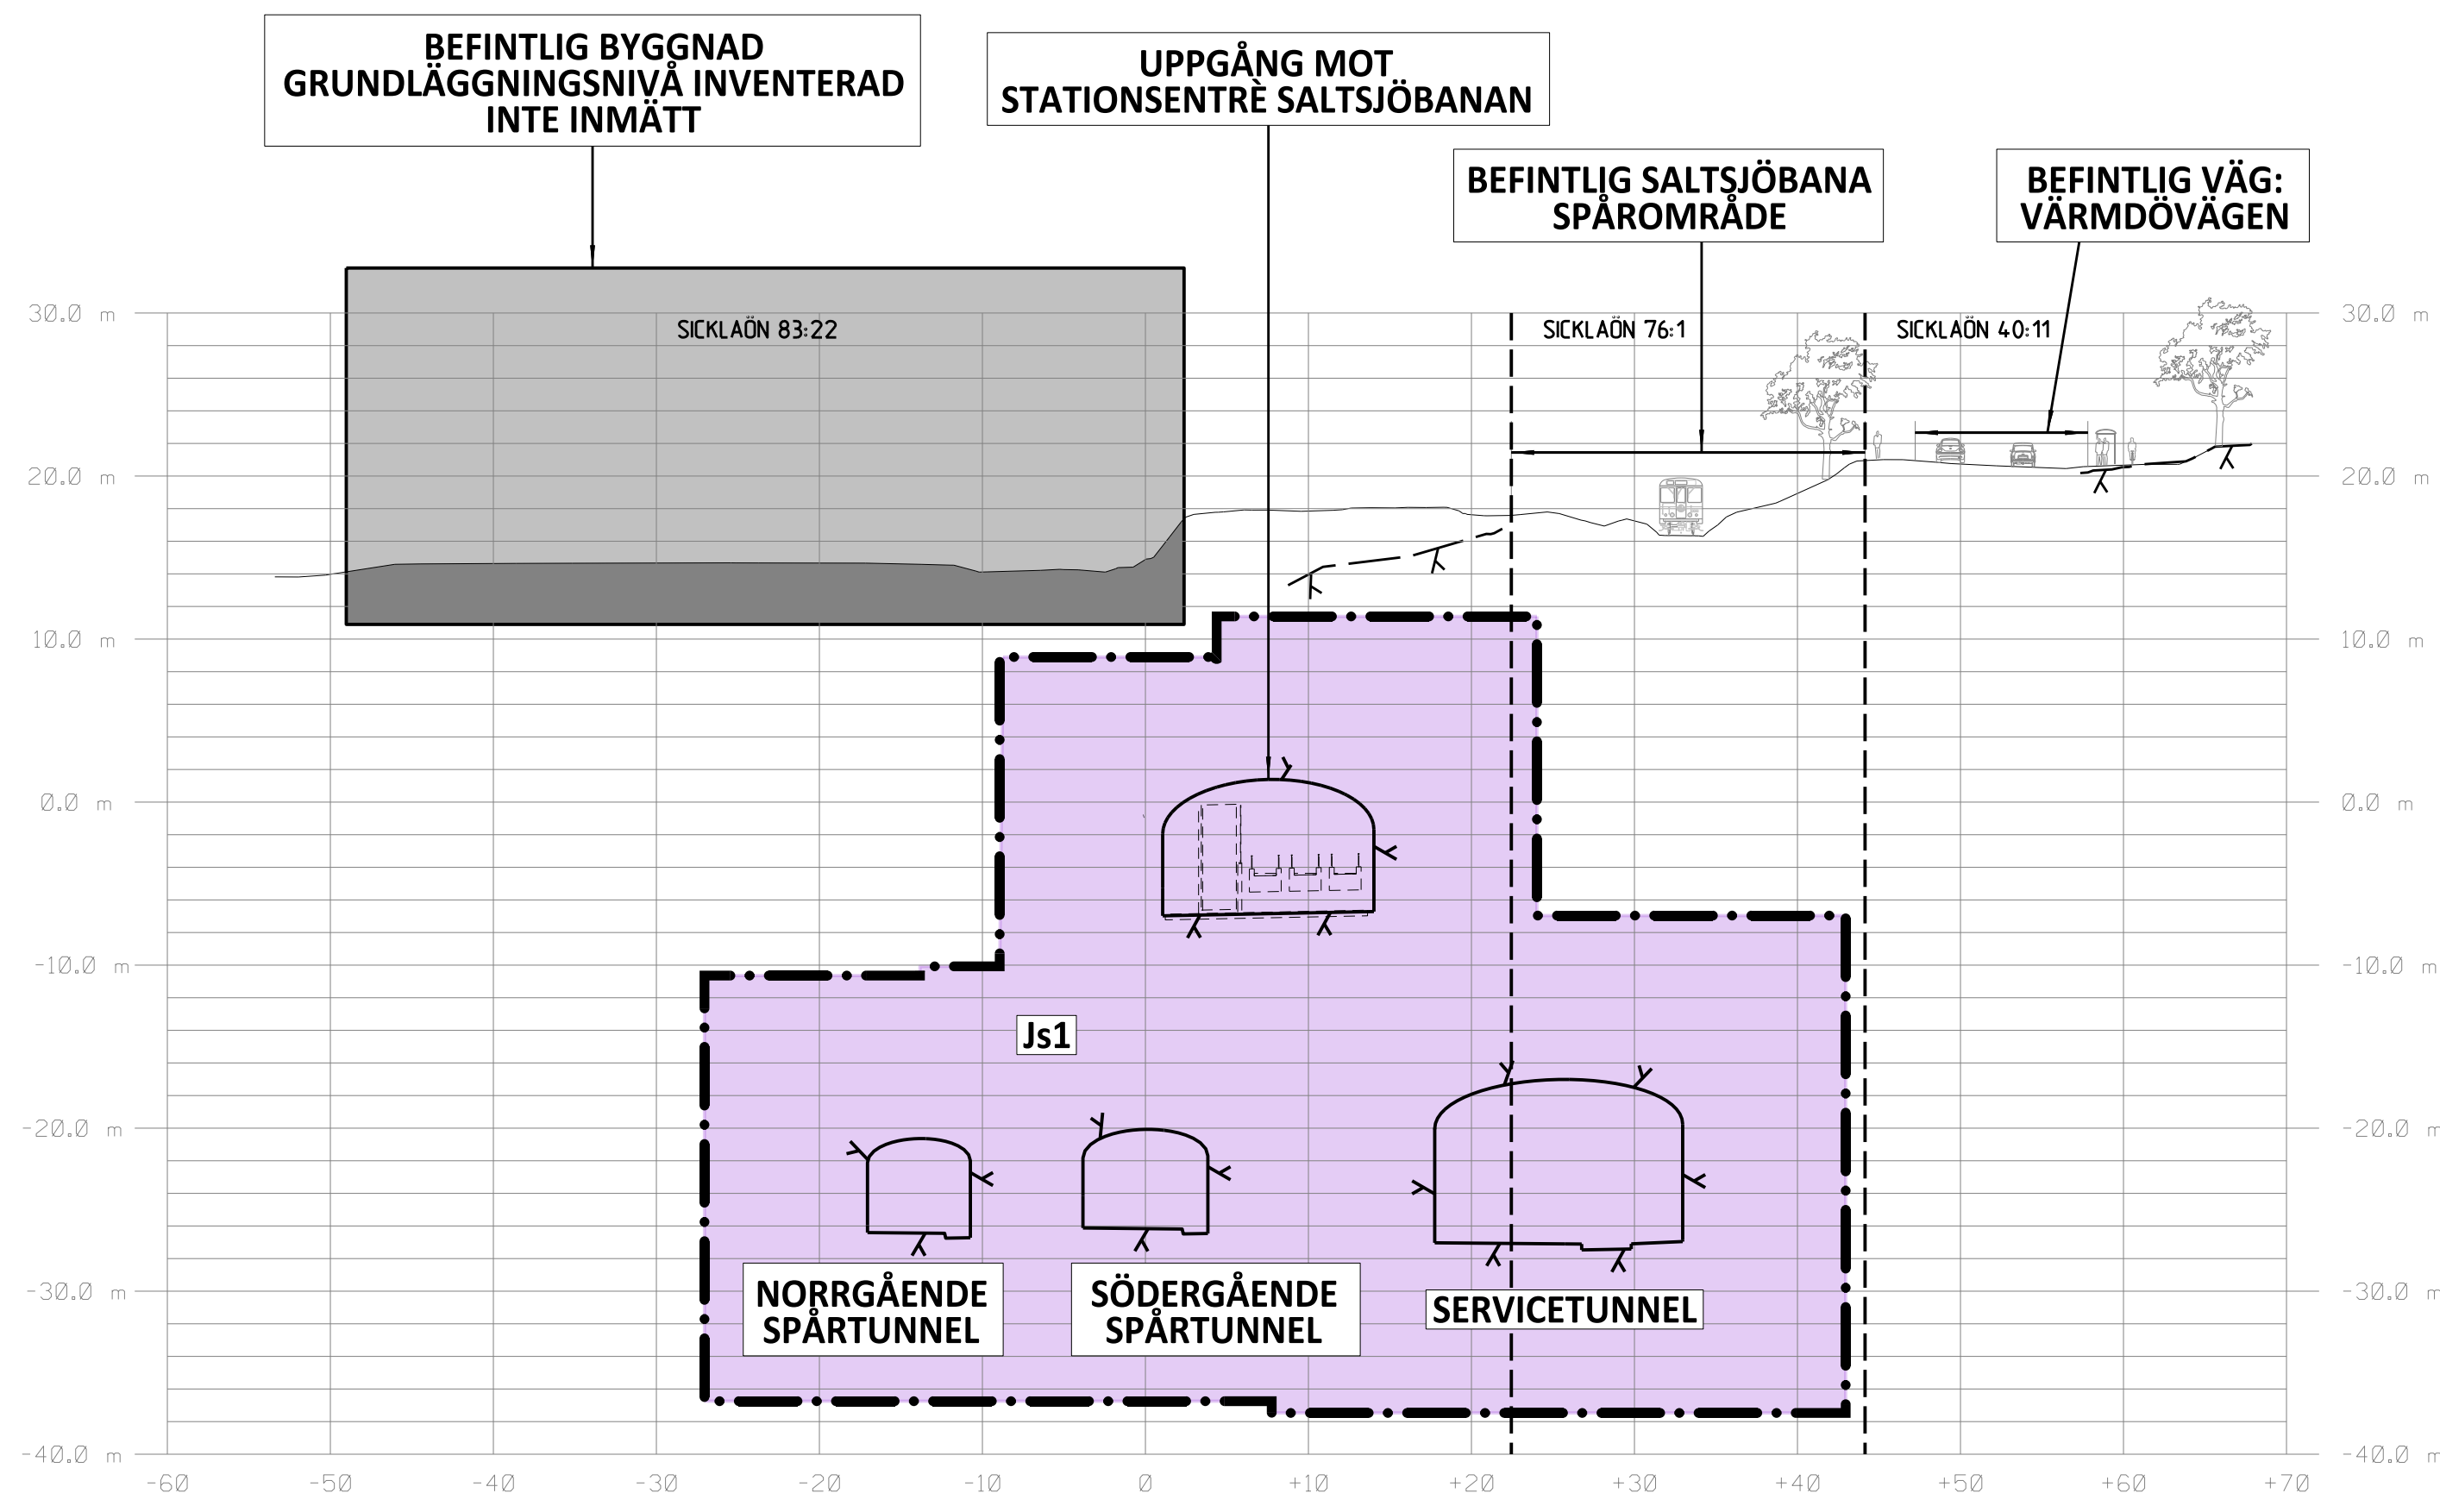 BEFINTLIG BYGGNAD
GRUNDLÄGGNINGSNIVÅ INVENTERAD
INTE INMÄTT
UPPGÅNG MOT
STATIONSENTRÈ SALTSJÖBANAN
BEFINTLIG SALTSJÖBANA
SPÅROMRÅDE
BEFINTLIG VÄG:
VÄRMDÖVÄGEN
30.0 m
SICKLAÖN 83:22
SICKLAÖN 76:1
SICKLAÖN 40:11
30.0 m
20.0 m
20.0 m
10.0 m
10.0 m
0.0 m
0.0 m
-10.0 m
-10.0 m
Js1
-20.0 m
-20.0 m
-30.0 m
-30.0 m
NORRGÅENDE
SPÅRTUNNEL
SÖDERGÅENDE
SPÅRTUNNEL
SERVICETUNNEL
-40.0 m
-40.0 m
-60 -50 -40 -30 -20 -10 0 +10 +20 +30 +40 +50 +60 +70